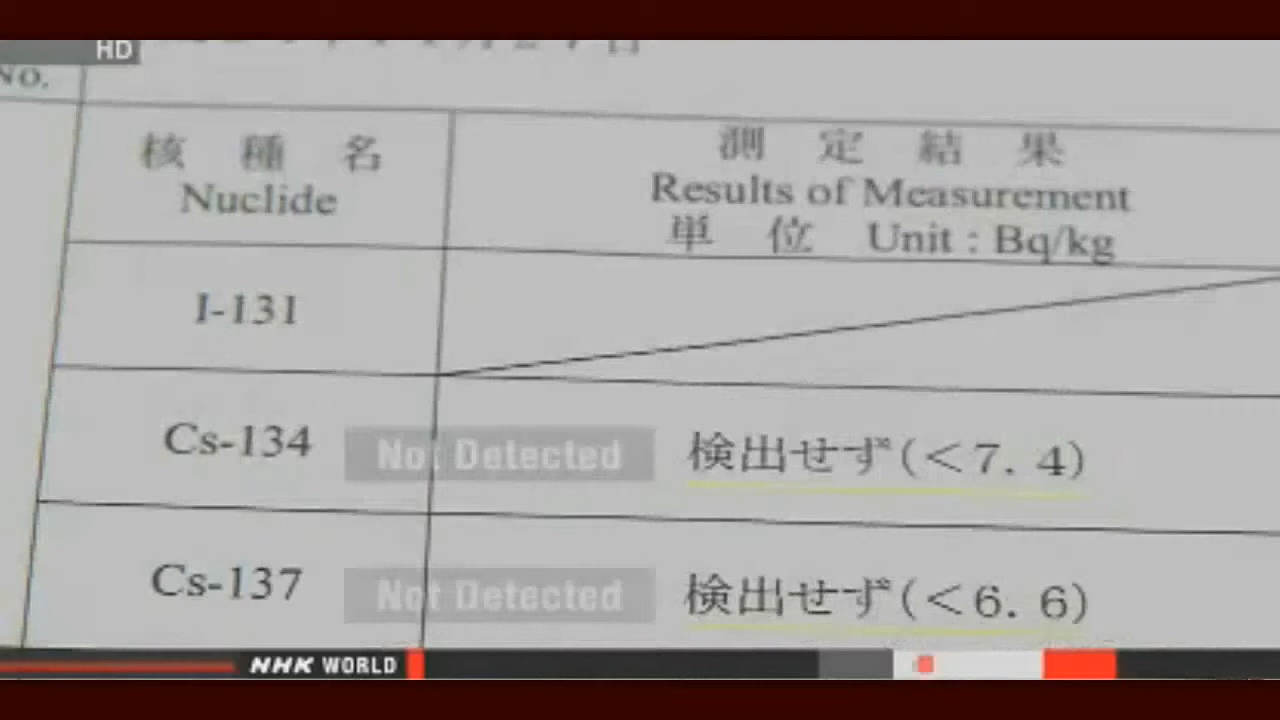 HD
No.
核種名
Nuclide
測定結果
Results of Measurement
単位 Unit : Bq/kg
I-131
Cs-134
Not Detected
検出せず(<7.4)
Cs-137
Not Detected
検出せず(<6.6)
NHK WORLD